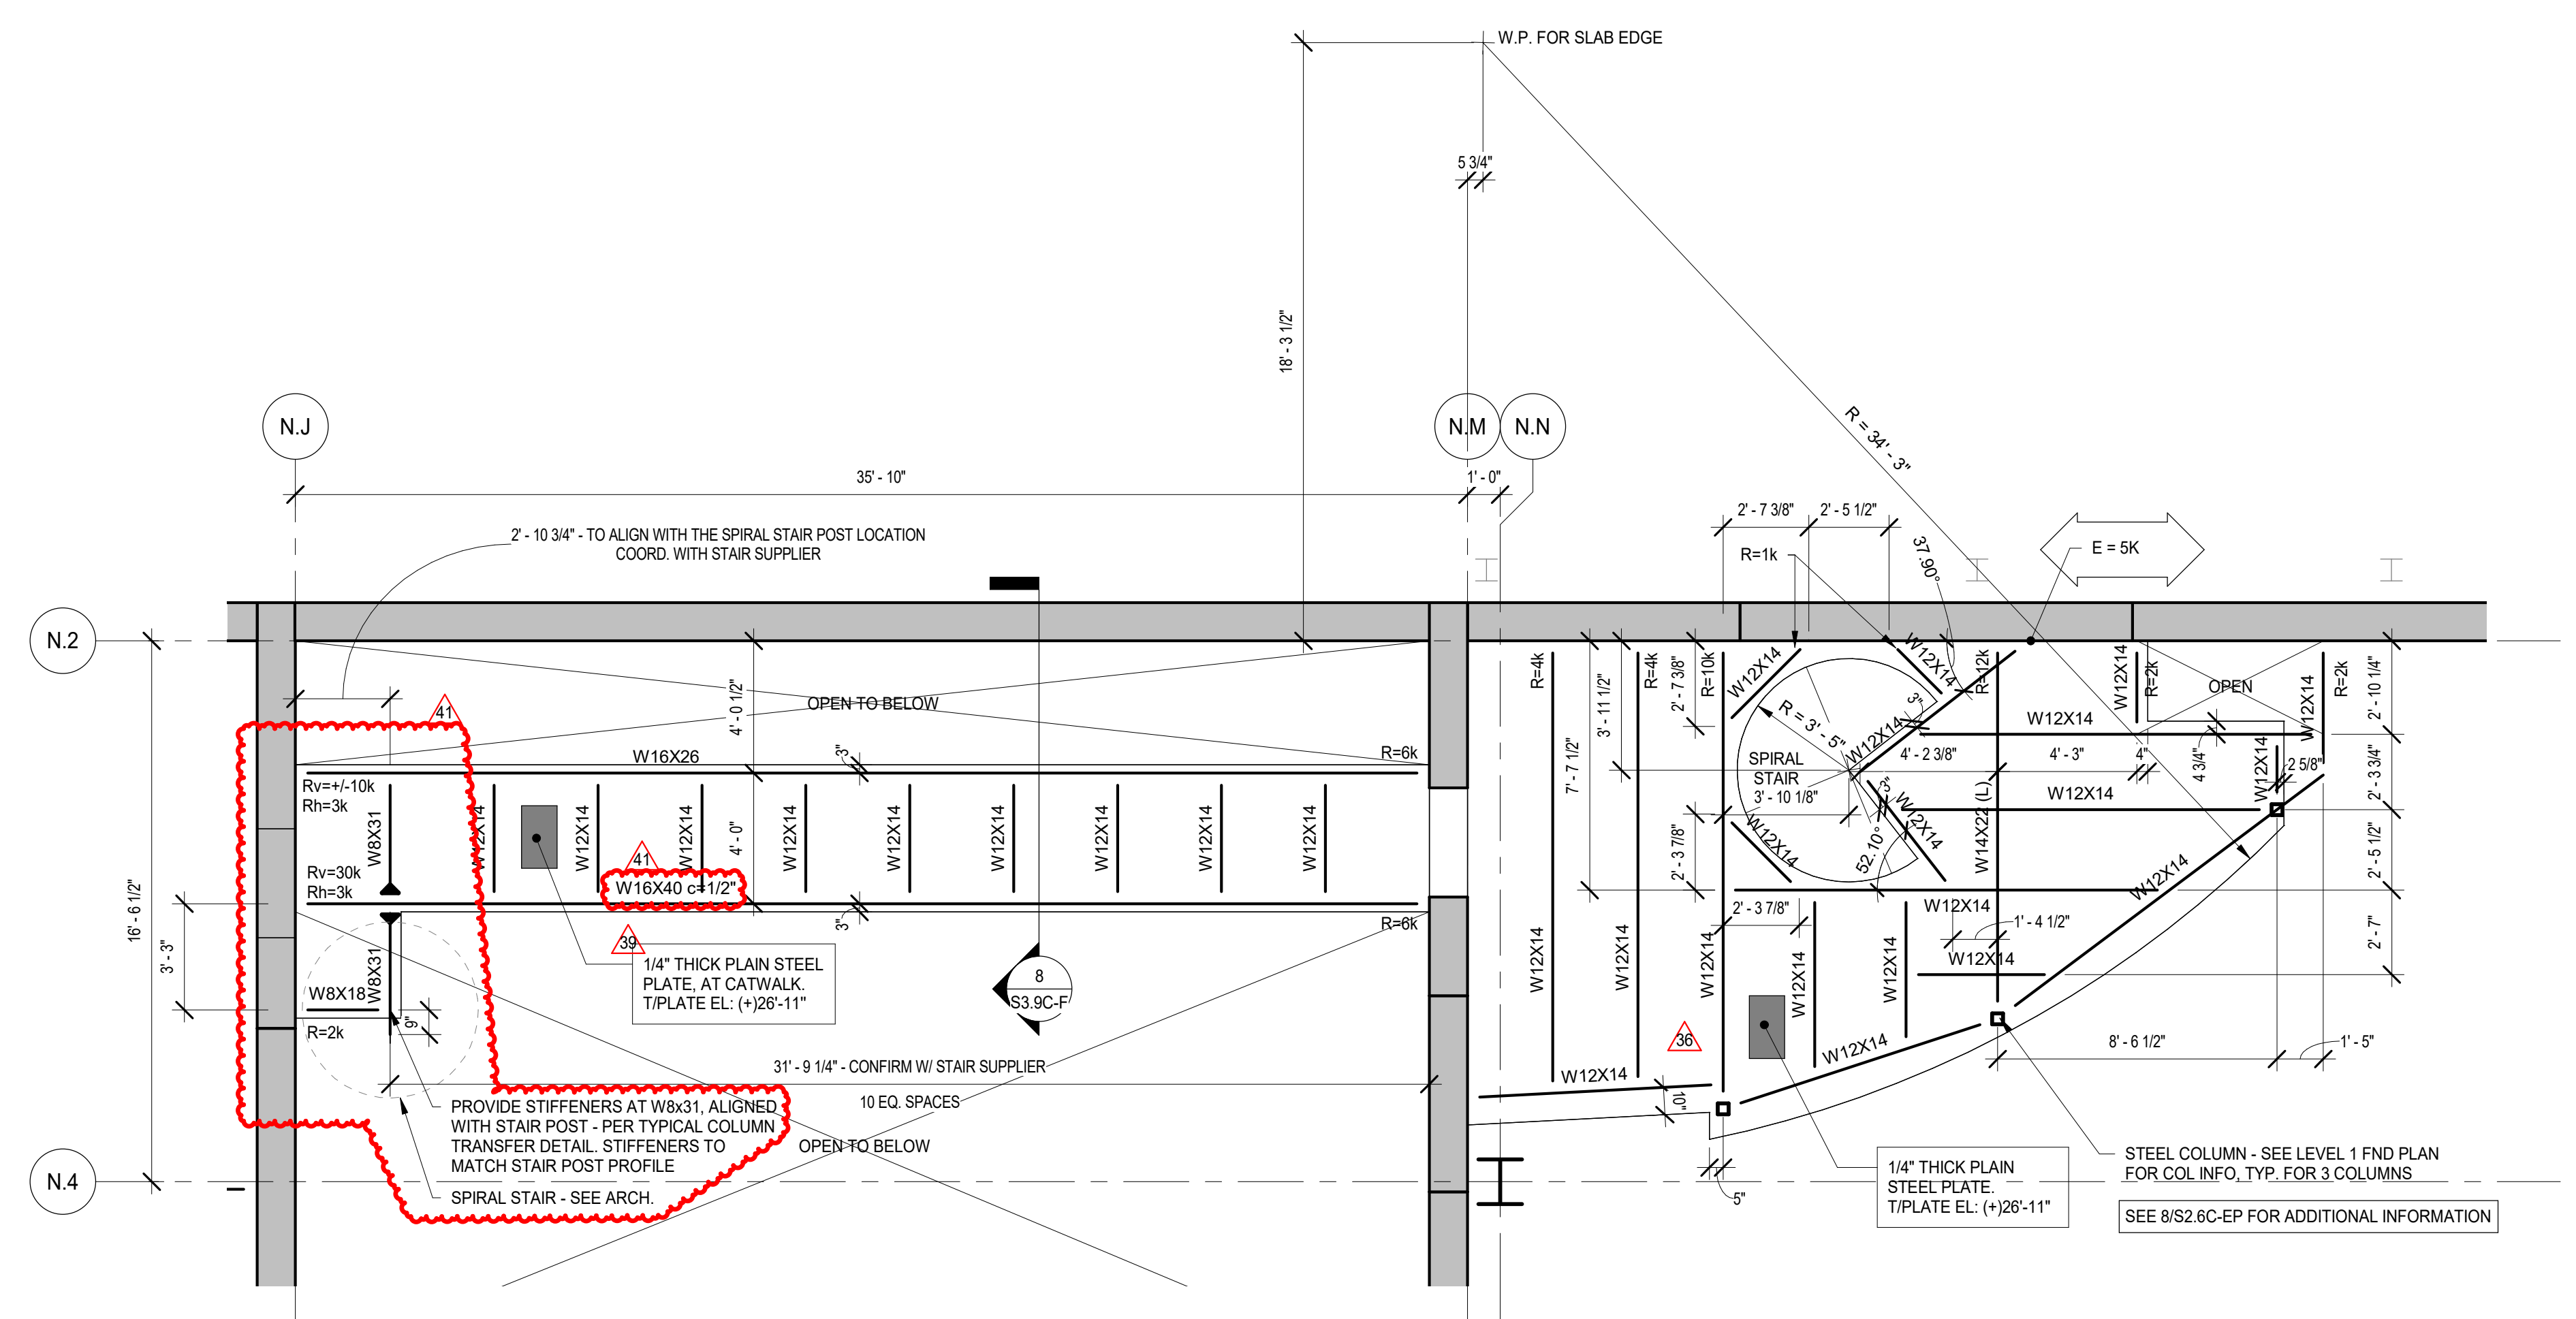 W.P. FOR SLAB EDGE
5 3/4"
18' - 3 1/2"
R = 34' - 3"
N.J
N.M
N.N
35' - 10"
1' - 0"
2' - 10 3/4" - TO ALIGN WITH THE SPIRAL STAIR POST LOCATION
COORD. WITH STAIR SUPPLIER
2' - 7 3/8"
2' - 5 1/2"
R=1k
37.90°
E = 5K
N.2
N.4
16' - 6 1/2"
3' - 3"
41
OPEN TO BELOW
4' - 0 1/2"
W16X26
3"
R=6k
Rv=+/-10k
Rh=3k
W8X31
W12X14
W12X14
W12X14
W12X14
W12X14
W12X14
W12X14
W12X14
W12X14
4' - 0"
Rv=30k
Rh=3k
41
W16X40 c=1/2"
3"
R=6k
39
1/4" THICK PLAIN STEEL
PLATE, AT CATWALK.
T/PLATE EL: (+)26'-11"
8
S3.9C-F
W8X31
W8X18
R=2k
9"
31' - 9 1/4" - CONFIRM W/ STAIR SUPPLIER
10 EQ. SPACES
PROVIDE STIFFENERS AT W8x31, ALIGNED
WITH STAIR POST - PER TYPICAL COLUMN
TRANSFER DETAIL. STIFFENERS TO
MATCH STAIR POST PROFILE
OPEN TO BELOW
SPIRAL STAIR - SEE ARCH.
R=4k
R=4k
R=10k
7' - 7 1/2"
3' - 11 1/2"
2' - 7 3/8"
2' - 3 7/8"
W12X14
W12X14
R=12k
W12X14
R=2k
OPEN
W12X14
R=2k
2' - 10 1/4"
R = 3' - 5"
3"
W12X14
W12X14
4' - 2 3/8"
4' - 3"
4"
4 3/4"
W12X14
2 5/8"
2' - 3 3/4"
SPIRAL
STAIR
3' - 10 1/8"
3"
W12X14
W12X14
W12X14
52.10°
W14X22 (L)
W12X14
2' - 5 1/2"
2' - 3 7/8"
W12X14
1' - 4 1/2"
W12X14
2' - 7"
W12X14
W12X14
W12X14
W12X14
W12X14
36
W12X14
W12X14
10"
8' - 6 1/2"
1' - 5"
5"
1/4" THICK PLAIN
STEEL PLATE.
T/PLATE EL: (+)26'-11"
STEEL COLUMN - SEE LEVEL 1 FND PLAN
FOR COL INFO, TYP. FOR 3 COLUMNS
SEE 8/S2.6C-EP FOR ADDITIONAL INFORMATION